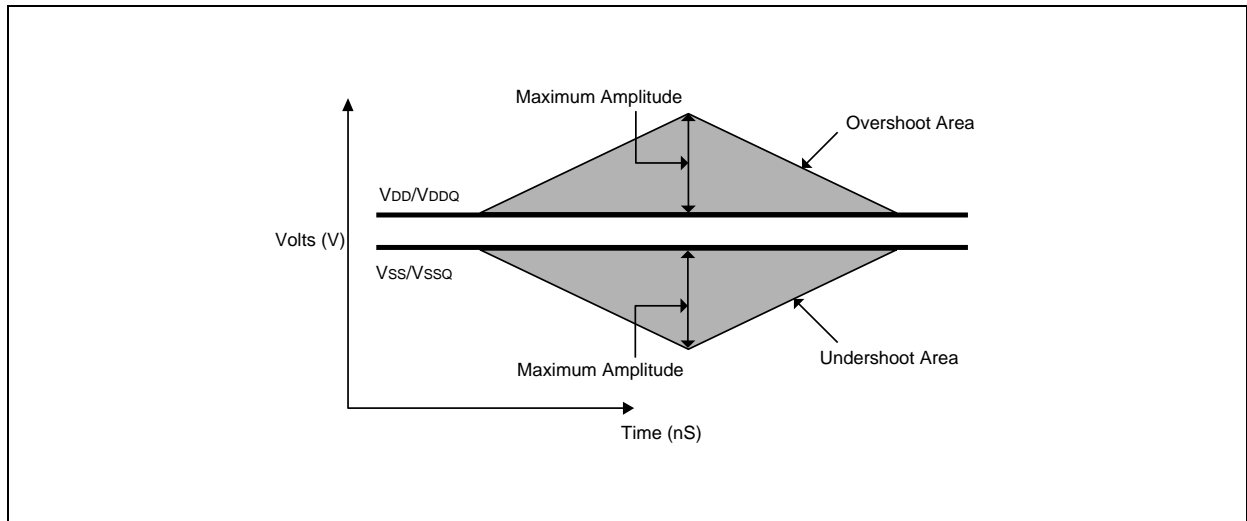 Maximum Amplitude
Overshoot Area
VDD/VDDQ
Volts (V)
VSS/VSSQ
Undershoot Area
Maximum Amplitude
Time (nS)